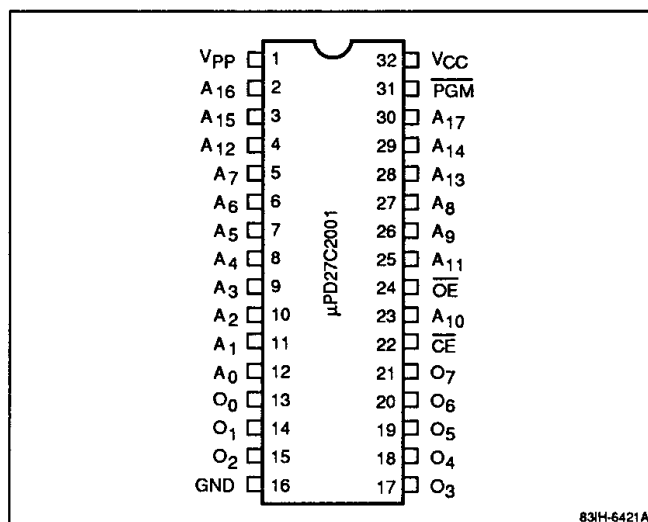 VPP 1 32 VCC
A16 2 31 PGM
A15 3 30 A17
A12 4 29 A14
A7 5 28 A13
A6 6 27 A8
A5 7 26 A9
A4 8 25 A11
A3 9 24 OE
A2 10 23 A10
A1 11 22 CE
A0 12 21 O7
O0 13 20 O6
O1 14 19 O5
O2 15 18 O4
GND 16 17 O3
μPD27C2001
83IH-6421A